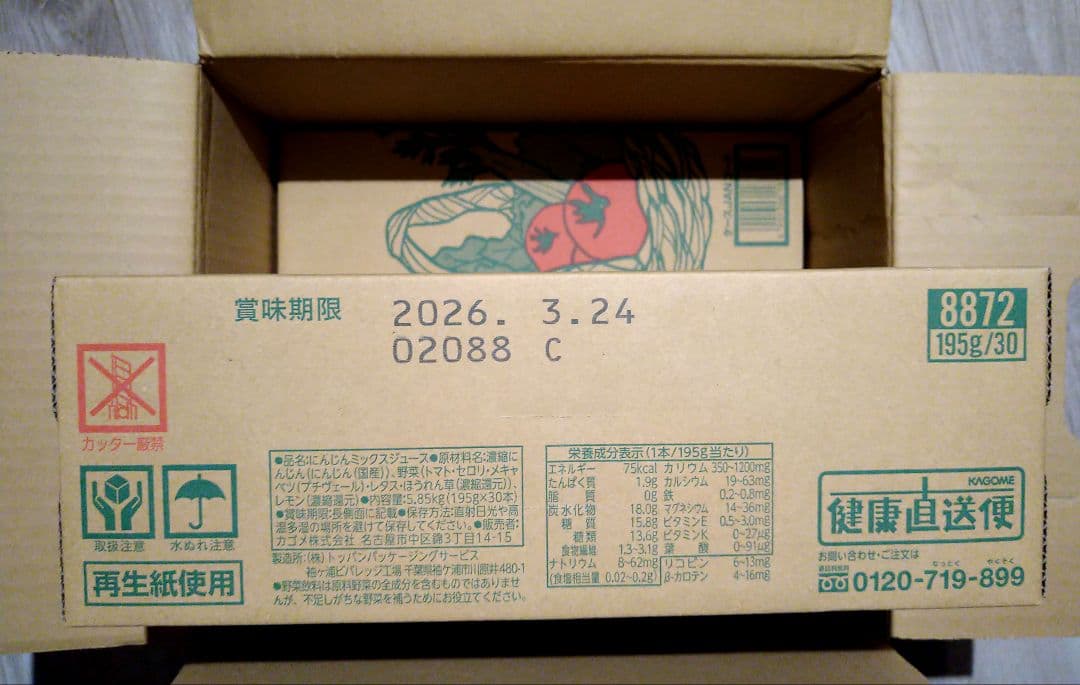 ケースJAN
賞味期限
2026. 3.24
02088 C
8872
195g/30
カッター厳禁
取扱注意
水ぬれ注意
再生紙使用
●品名:にんじんミックスジュース●原材料名:濃縮に
んじん(にんじん(国産))、野菜(トマト・セロリ・メキャ
ベツ(プチヴェール)・レタス・ほうれん草(濃縮還元))、
レモン(濃縮還元)●内容量:5.85kg(195g×30本)
●賞味期限:長側面に記載●保存方法:直射日光や高
温多湿の場所を避けて保存してください。●販売者:
カゴメ株式会社 名古屋市中区錦3丁目14-15
製造所:(株)トッパンパッケージングサービス
袖ヶ浦ビバレッジ工場 千葉県袖ヶ浦市川原井480-1
●野菜飲料は原料野菜の全成分を含むものではありませ
んが、不足しがちな野菜を補うためにお役立てください。
栄養成分表示(1本/195g当たり)
エネルギー 75kcal カリウム 350~1200mg
たんぱく質 1.9g カルシウム 19~63mg
脂質 0g 鉄 0.2~0.8mg
炭水化物 18.0g マグネシウム 14~36mg
糖質 15.8g ビタミンE 0.5~3.0mg
糖類 13.6g ビタミンK 0~27μg
食物繊維 1.3~3.1g 葉酸 0~91μg
ナトリウム 8~62mg リコピン 6~13mg
(食塩相当量 0.02~0.2g) β-カロテン 4~16mg
KAGOME
健康直送便
お問い合わせ・ご注文は
通話料無料
なっとく やくそく
0120-719-899